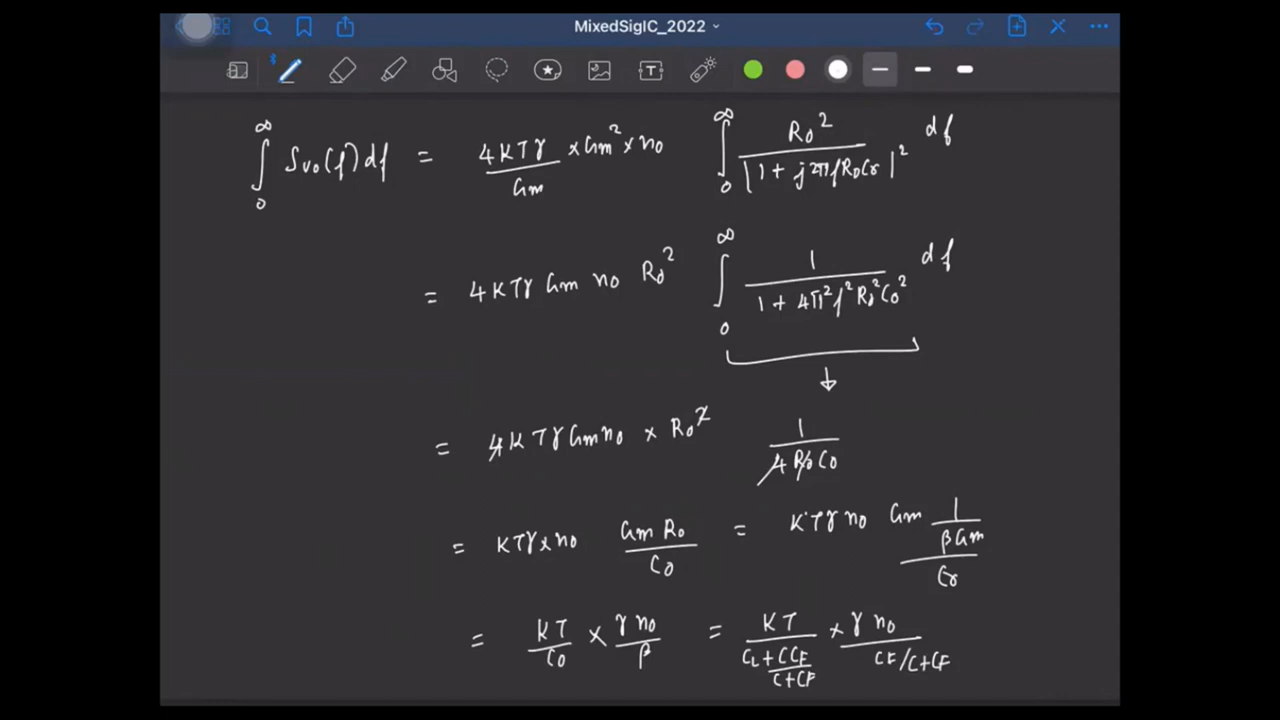 MixedSigIC_2022
∫₀^∞ Svo(f) df = 4KTγ/Gm × Gm² × no ∫₀^∞ Ro² / |1 + j2πfRoCo|² df
= 4KTγ Gm no Ro² ∫₀^∞ 1 / (1 + 4π²f²Ro²Co²) df
↓
= 4KTγGmno × Ro² 1 / (4RoCo)
= KTγ × no GmRo / Co = KTγ no Gm (1 / βGm) / Co
= KT/Co × γno/β = KT / (CL + CCF/(C+CF)) × γno / (CF/C+CF)